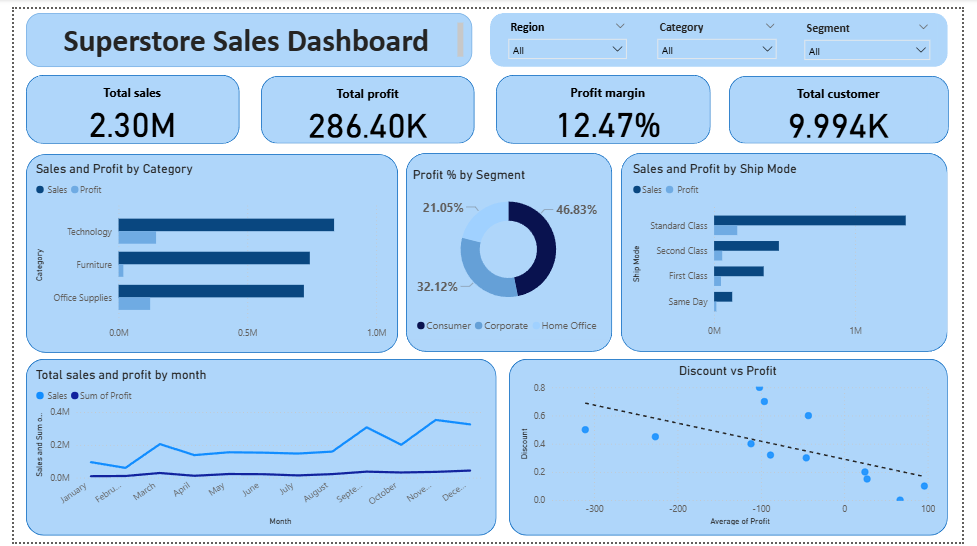 Superstore Sales Dashboard
Region
All
Category
All
Segment
All
Total sales
2.30M
Total profit
286.40K
Profit margin
12.47%
Total customer
9.994K
Sales and Profit by Category
Sales Profit
Category
Technology
Furniture
Office Supplies
0.0M 0.5M 1.0M
Profit % by Segment
21.05%
46.83%
32.12%
Consumer Corporate Home Office
Sales and Profit by Ship Mode
Sales Profit
Ship Mode
Standard Class
Second Class
First Class
Same Day
0M 1M
Total sales and profit by month
Sales Sum of Profit
Sales and Sum o...
0.4M
0.2M
0.0M
January Febru... March April May June July August Septe... October Nove... Dece...
Month
Discount vs Profit
Discount
0.8
0.6
0.4
0.2
0.0
-300 -200 -100 0 100
Average of Profit